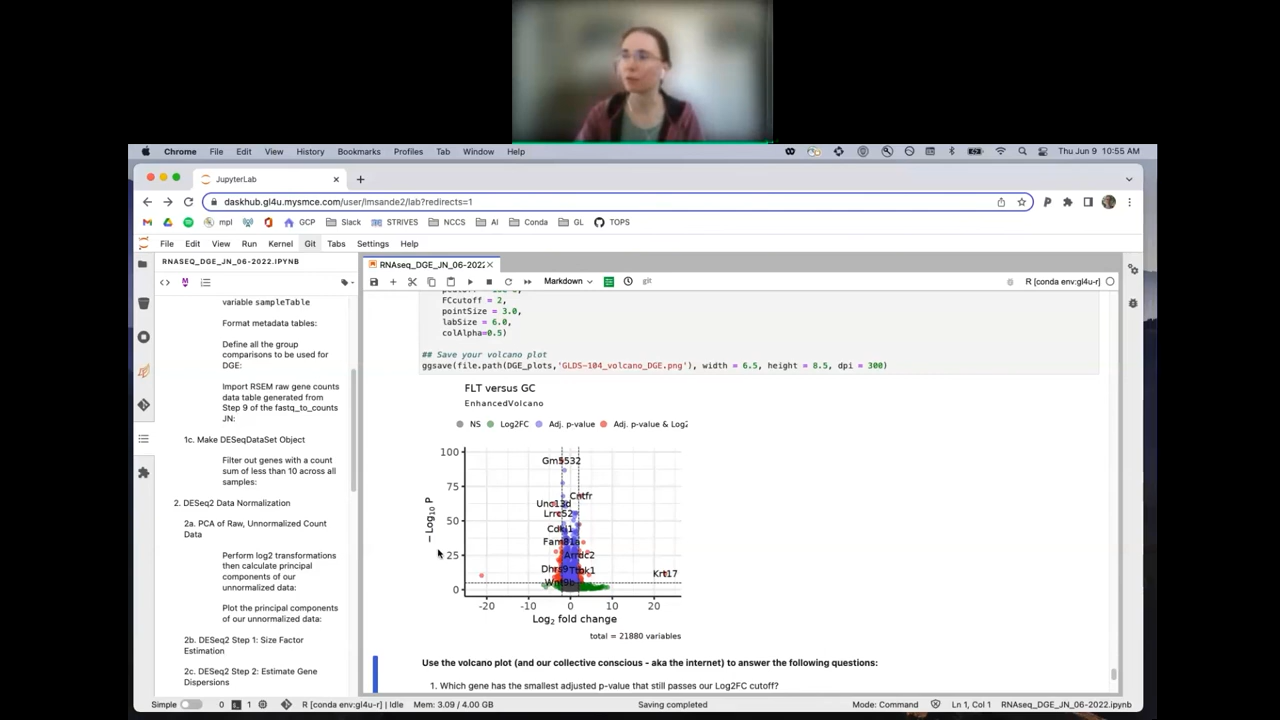 Chrome File Edit View History Bookmarks Profiles Tab Window Help Thu Jun 9 10:55 AM
JupyterLab
daskhub.gl4u.mysmce.com/user/lmsande2/lab?redirects=1
mpl GCP Slack STRIVES NCCS AI Conda GL TOPS
File Edit View Run Kernel Git Tabs Settings Help
RNASEQ_DGE_JN_06-2022.IPYNB
RNAseq_DGE_JN_06-2022
Markdown git R [conda env:gl4u-r]
variable sampleTable
Format metadata tables:
Define all the group
comparisons to be used for
DGE:
Import RSEM raw gene counts
data table generated from
Step 9 of the fastq_to_counts
JN:
1c. Make DESeqDataSet Object
Filter out genes with a count
sum of less than 10 across all
samples:
2. DESeq2 Data Normalization
2a. PCA of Raw, Unnormalized Count
Data
Perform log2 transformations
then calculate principal
components of our
unnormalized data:
Plot the principal components
of our unnormalized data:
2b. DESeq2 Step 1: Size Factor
Estimation
2c. DESeq2 Step 2: Estimate Gene
Dispersions
FCcutoff = 2,
pointSize = 3.0,
labSize = 6.0,
colAlpha=0.5)
## Save your volcano plot
ggsave(file.path(DGE_plots,'GLDS-104_volcano_DGE.png'), width = 6.5, height = 8.5, dpi = 300)
FLT versus GC
EnhancedVolcano
NS Log2FC Adj. p-value Adj. p-value & Log2
100
75
50
25
0
−Log10 P
Gm5532
Cntfr
Unc13d
Lrrc52
Fam81a
Arrdc2
Dhrs9
Krt17
Wnt9b
-20 -10 0 10 20
Log2 fold change
total = 21880 variables
Use the volcano plot (and our collective conscious - aka the internet) to answer the following questions:
1. Which gene has the smallest adjusted p-value that still passes our Log2FC cutoff?
Simple 0 1 R [conda env:gl4u-r] | Idle Mem: 3.09 / 4.00 GB Saving completed Mode: Command Ln 1, Col 1 RNAseq_DGE_JN_06-2022.ipynb